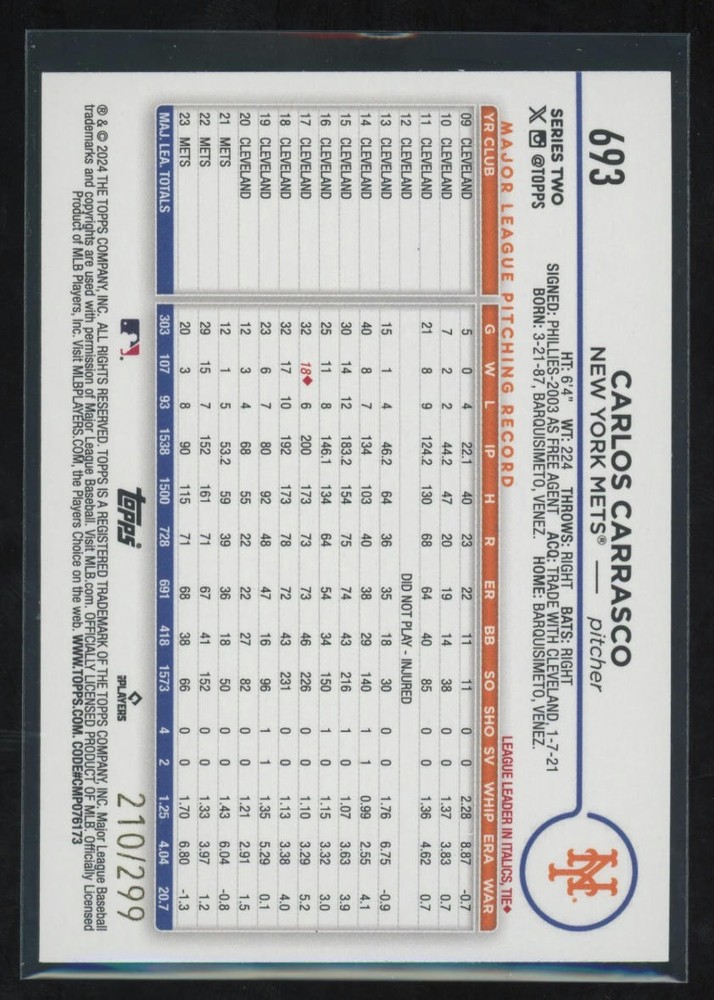 693
CARLOS CARRASCO
NEW YORK METS® — pitcher
SERIES TWO
X @TOPPS
HT: 6'4" WT: 224 THROWS: RIGHT BATS: RIGHT
SIGNED: PHILLIES-2003 AS FREE AGENT ACQ: TRADE WITH CLEVELAND, 1-7-21
BORN: 3-21-87, BARQUISIMETO, VENEZ. HOME: BARQUISIMETO, VENEZ.
NY
MAJOR LEAGUE PITCHING RECORD
LEAGUE LEADER IN ITALICS, TIE♦
YR CLUB G W L IP H R ER BB SO SHO SV WHIP ERA WAR
09 CLEVELAND 5 0 4 22.1 40 23 22 11 11 0 0 2.28 8.87 -0.7
10 CLEVELAND 7 2 2 44.2 47 20 19 14 38 0 0 1.37 3.83 0.7
11 CLEVELAND 21 8 9 124.2 130 68 64 40 85 0 0 1.36 4.62 0.7
12 CLEVELAND DID NOT PLAY - INJURED
13 CLEVELAND 15 1 4 46.2 64 36 35 18 30 0 0 1.76 6.75 -0.9
14 CLEVELAND 40 8 7 134 103 40 38 29 140 1 1 0.99 2.55 4.1
15 CLEVELAND 30 14 12 183.2 154 75 74 43 216 1 0 1.07 3.63 3.9
16 CLEVELAND 25 11 8 146.1 134 64 54 34 150 1 0 1.15 3.32 3.0
17 CLEVELAND 32 18♦ 6 200 173 73 73 46 226 0 0 1.10 3.29 5.2
18 CLEVELAND 32 17 10 192 173 78 72 43 231 0 0 1.13 3.38 4.0
19 CLEVELAND 23 6 7 80 92 48 47 16 96 1 1 1.35 5.29 0.1
20 CLEVELAND 12 3 4 68 55 22 22 27 82 0 0 1.21 2.91 1.5
21 METS 12 1 5 53.2 59 39 36 18 50 0 0 1.43 6.04 -0.8
22 METS 29 15 7 152 161 71 67 41 152 0 0 1.33 3.97 1.2
23 METS 20 3 8 90 115 71 68 38 66 0 0 1.70 6.80 -1.3
MAJ. LEA. TOTALS 303 107 93 1538 1500 728 691 418 1573 4 2 1.25 4.04 20.7
topps
PLAYERS
210/299
® & © 2024 THE TOPPS COMPANY, INC. ALL RIGHTS RESERVED. TOPPS IS A REGISTERED TRADEMARK OF THE TOPPS COMPANY, INC. Major League Baseball
trademarks and copyrights are used with permission of Major League Baseball. Visit MLB.com. OFFICIALLY LICENSED PRODUCT OF MLB. Officially Licensed
Product of MLB Players, Inc. Visit MLBPLAYERS.COM, the Players Choice on the web. WWW.TOPPS.COM. CODE#CMP076173